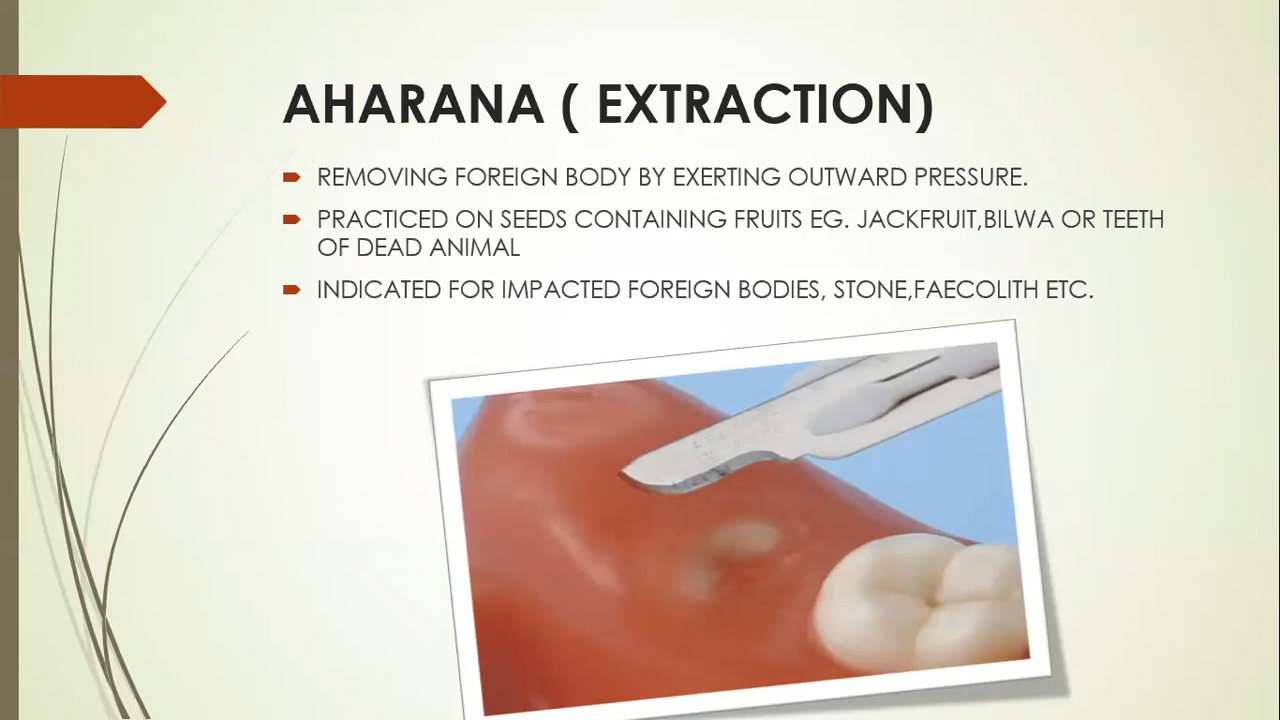 AHARANA ( EXTRACTION)
REMOVING FOREIGN BODY BY EXERTING OUTWARD PRESSURE.
PRACTICED ON SEEDS CONTAINING FRUITS EG. JACKFRUIT,BILWA OR TEETH
OF DEAD ANIMAL
INDICATED FOR IMPACTED FOREIGN BODIES, STONE,FAECOLITH ETC.